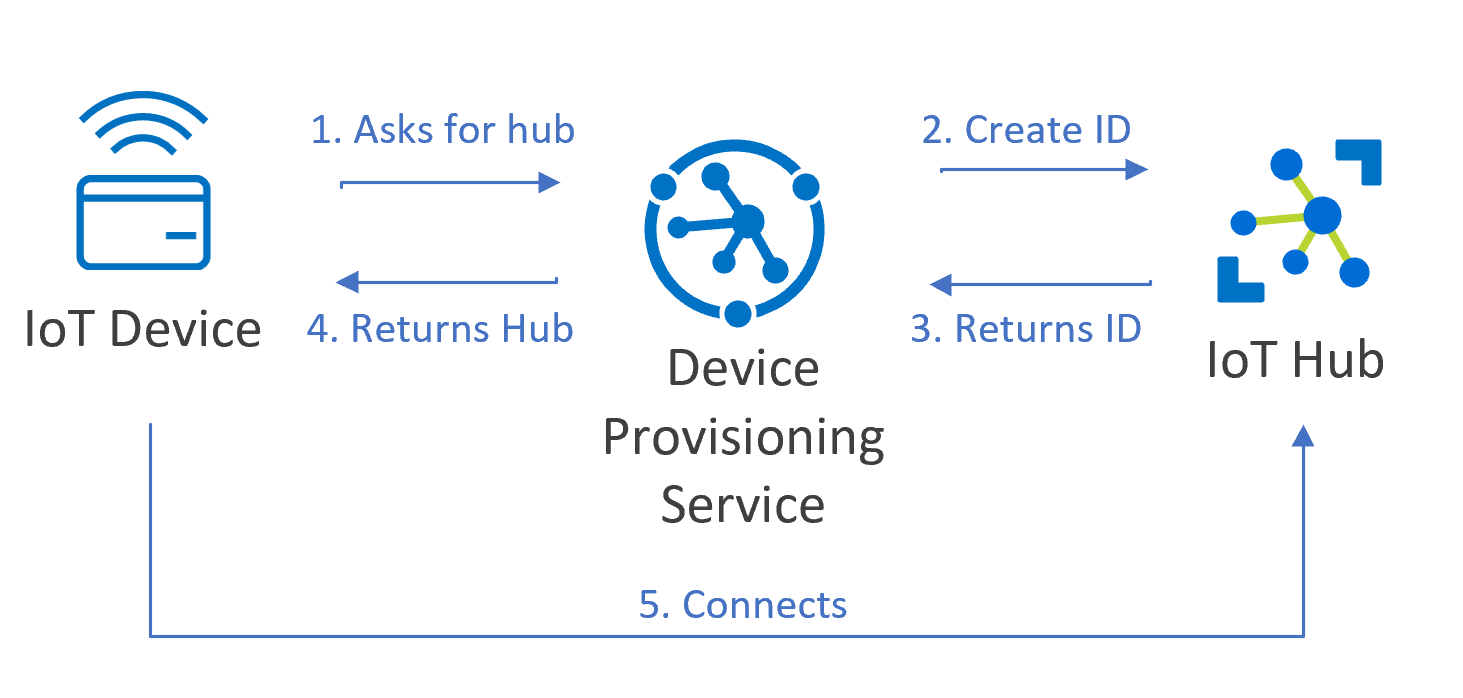 1. Asks for hub
2. Create ID
IoT Device
4. Returns Hub
3. Returns ID
Device
Provisioning
Service
IoT Hub
5. Connects